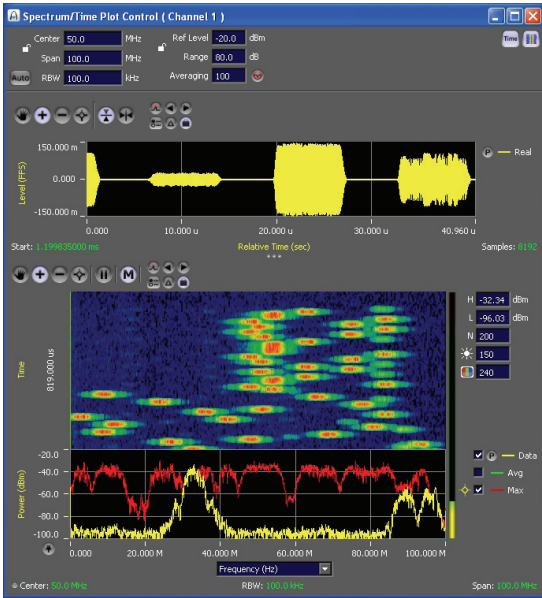 Spectrum/Time Plot Control ( Channel 1 )
Center 50.0 MHz Ref Level -20.0 dBm Time
Span 100.0 MHz Range 80.0 dB
Auto RBW 100.0 kHz Averaging 100
150.000 m
0.000
-150.000 m
Level (FFS)
P Real
0.000 10.000 u 20.000 u 30.000 u 40.960 u
Start: 1.199835000 ms Relative Time (sec) Samples: 8192
M
H -32.34 dBm
L -96.03 dBm
N 200
150
240
Time
819.000 us
-20.0
-40.0
-60.0
-80.0
-100.0
Power (dBm)
P Data
Avg
Max
0.000 20.000 M 40.000 M 60.000 M 80.000 M 100.000 M
Frequency (Hz)
Center: 50.0 MHz RBW: 100.0 kHz Span: 100.0 MHz